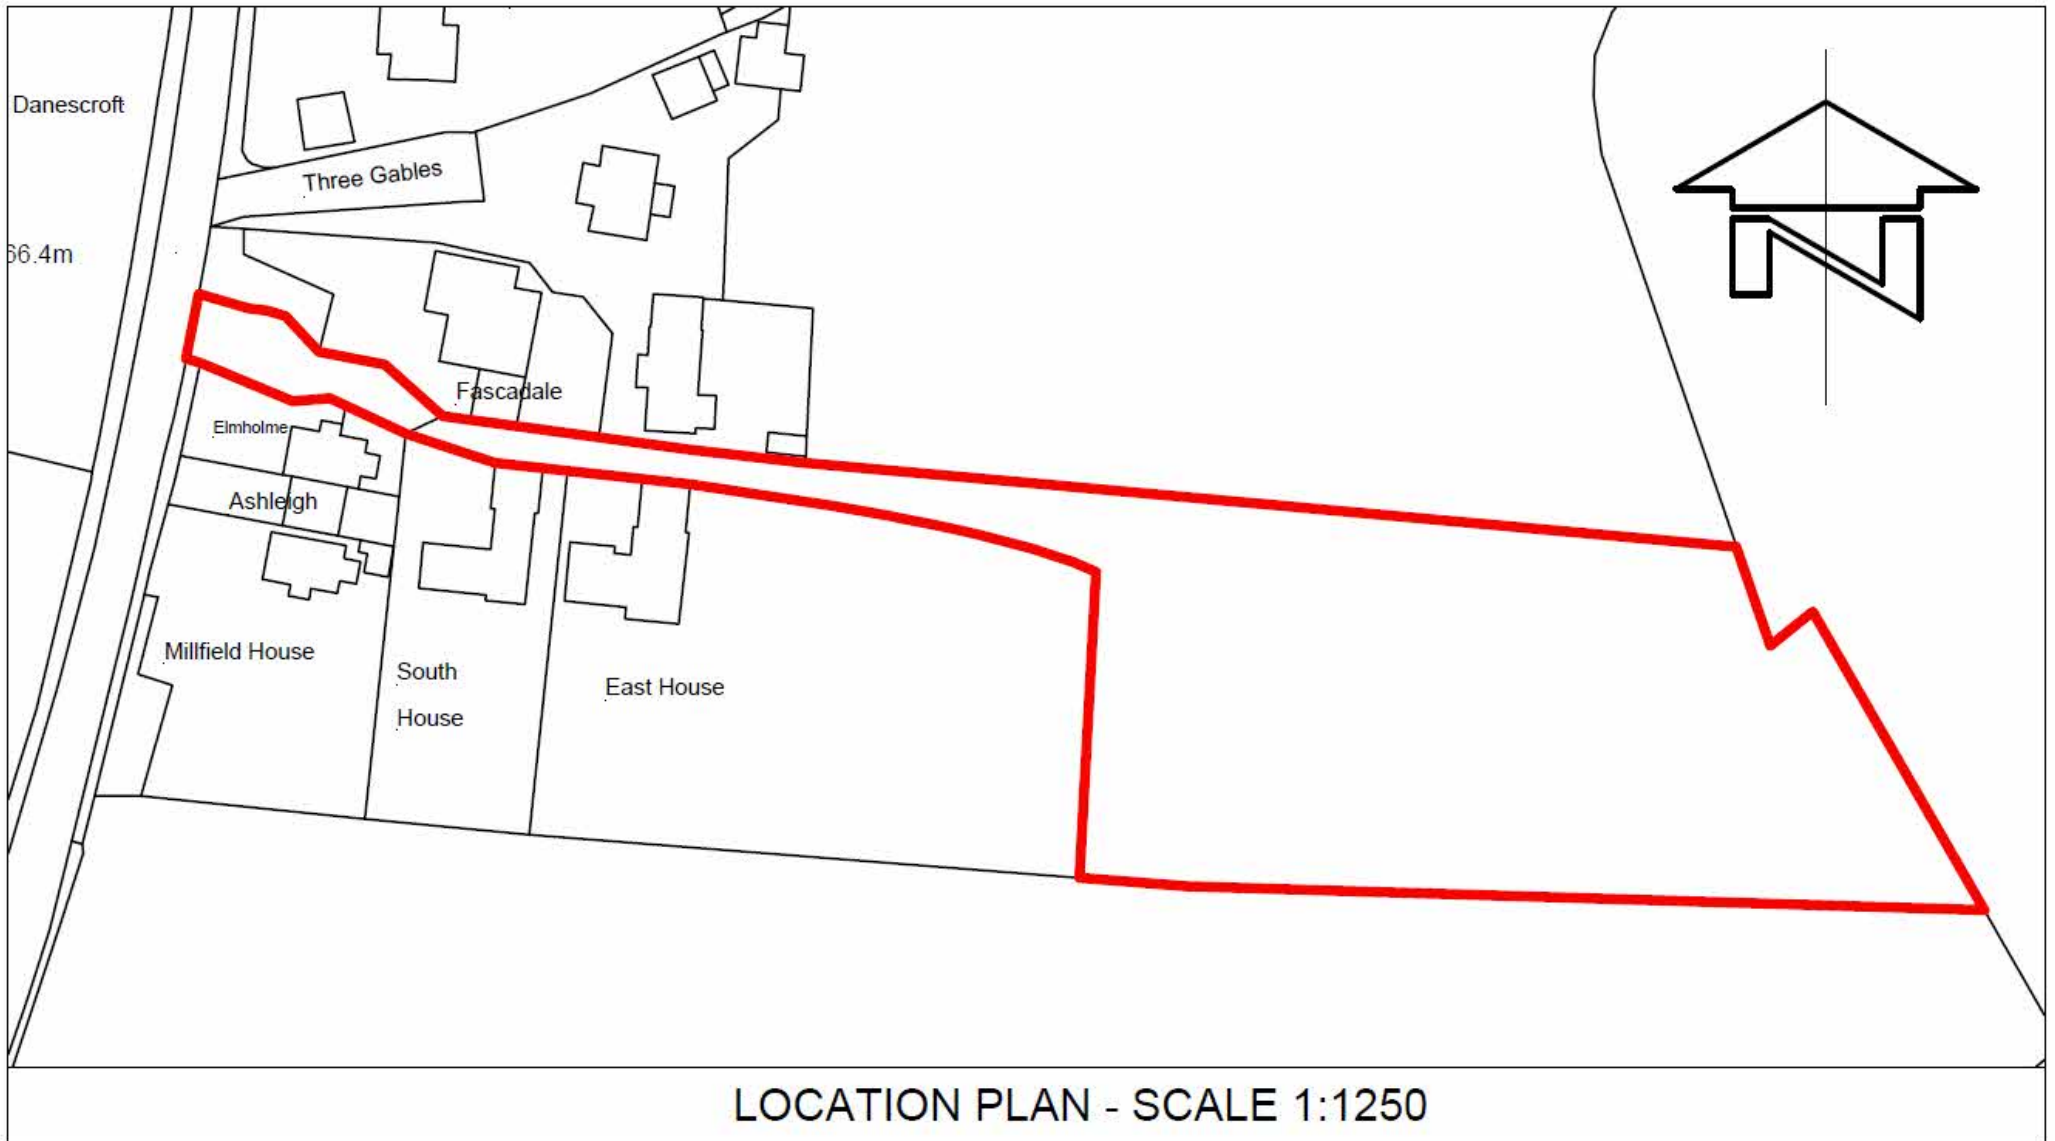 Danescroft
Three Gables
66.4m
Fascadale
Elmholme
Ashleigh
Millfield House
South
House
East House
N
LOCATION PLAN - SCALE 1:1250